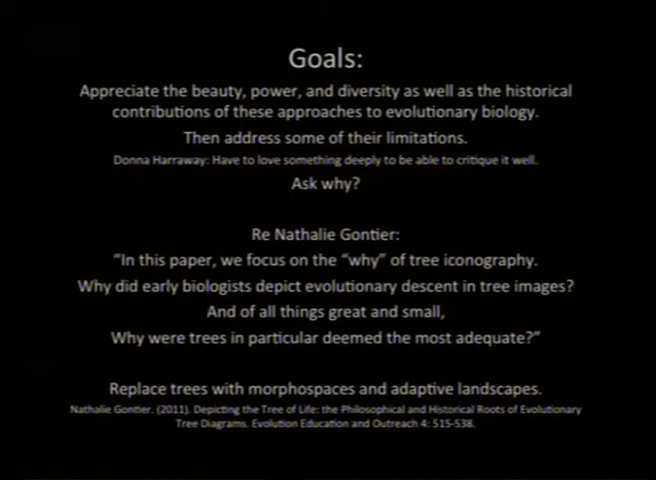 Goals:
Appreciate the beauty, power, and diversity as well as the historical
contributions of these approaches to evolutionary biology.
Then address some of their limitations.
Donna Harraway: Have to love something deeply to be able to critique it well.
Ask why?
Re Nathalie Gontier:
“In this paper, we focus on the “why” of tree iconography.
Why did early biologists depict evolutionary descent in tree images?
And of all things great and small,
Why were trees in particular deemed the most adequate?”
Replace trees with morphospaces and adaptive landscapes.
Nathalie Gontier. (2011). Depicting the Tree of Life: the Philosophical and Historical Roots of Evolutionary
Tree Diagrams. Evolution Education and Outreach 4: 515-538.